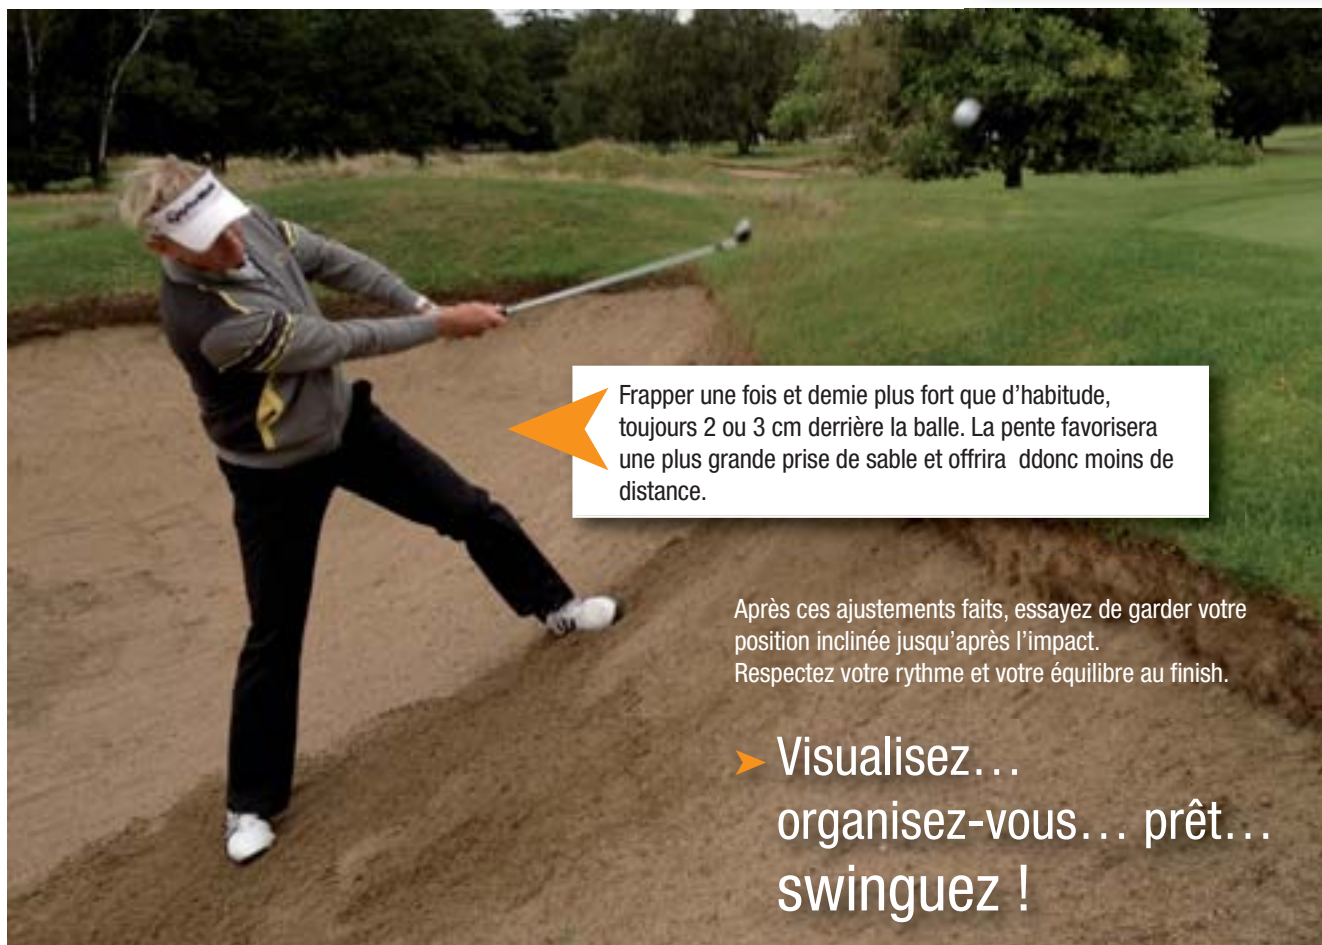 Frapper une fois et demie plus fort que d'habitude,
toujours 2 ou 3 cm derrière la balle. La pente favorisera
une plus grande prise de sable et offrira  ddonc moins de
distance.
Après ces ajustements faits, essayez de garder votre
position inclinée jusqu'après l'impact.
Respectez votre rythme et votre équilibre au finish.
Visualisez…
organisez-vous… prêt…
swinguez !